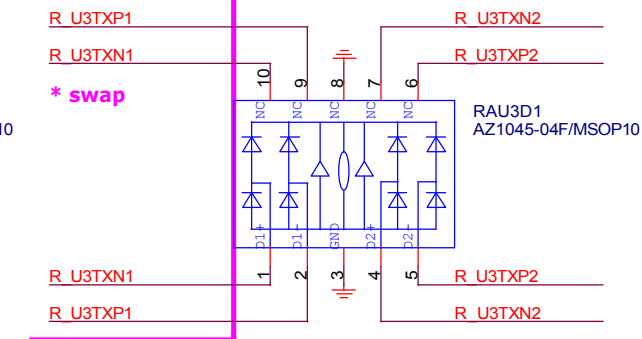 R_U3TXP1
R_U3TXN2
R_U3TXN1
R_U3TXP2
* swap
10
9
8
7
6
NC
NC
NC
NC
RAU3D1
10
AZ1045-04F/MSOP10
D1+
D1-
GND
D2+
D2-
1
2
3
4
5
R_U3TXN1
R_U3TXP2
R_U3TXP1
R_U3TXN2